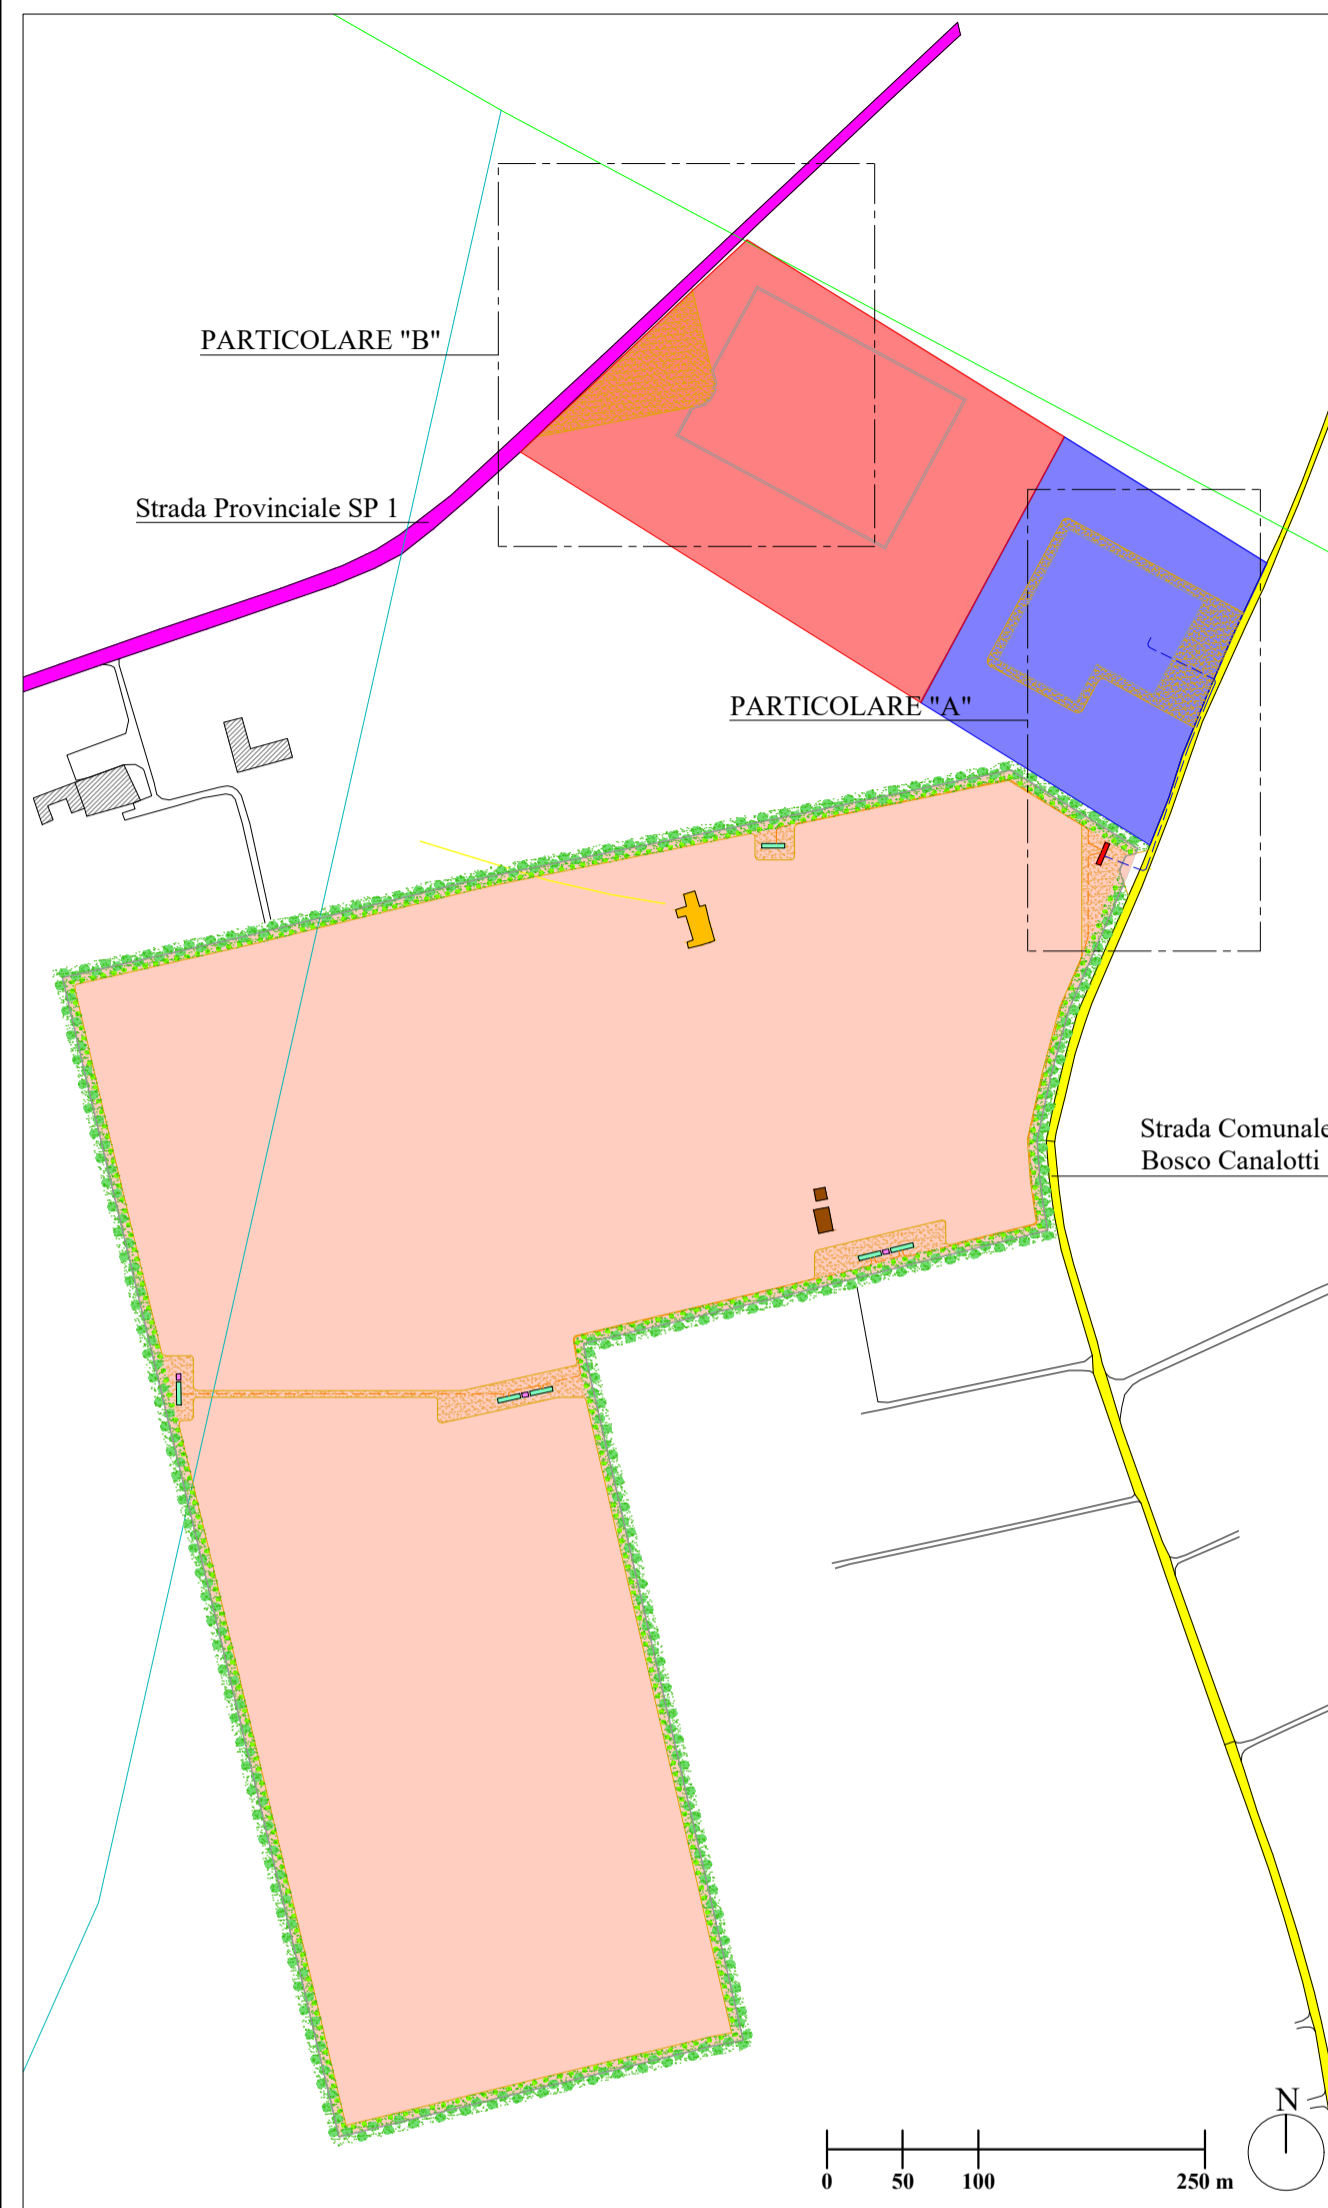 PARTICOLARE "B"
Strada Provinciale SP 1
PARTICOLARE "A"
Strada Comunale
Bosco Canalotti
N
0 50 100 250 m